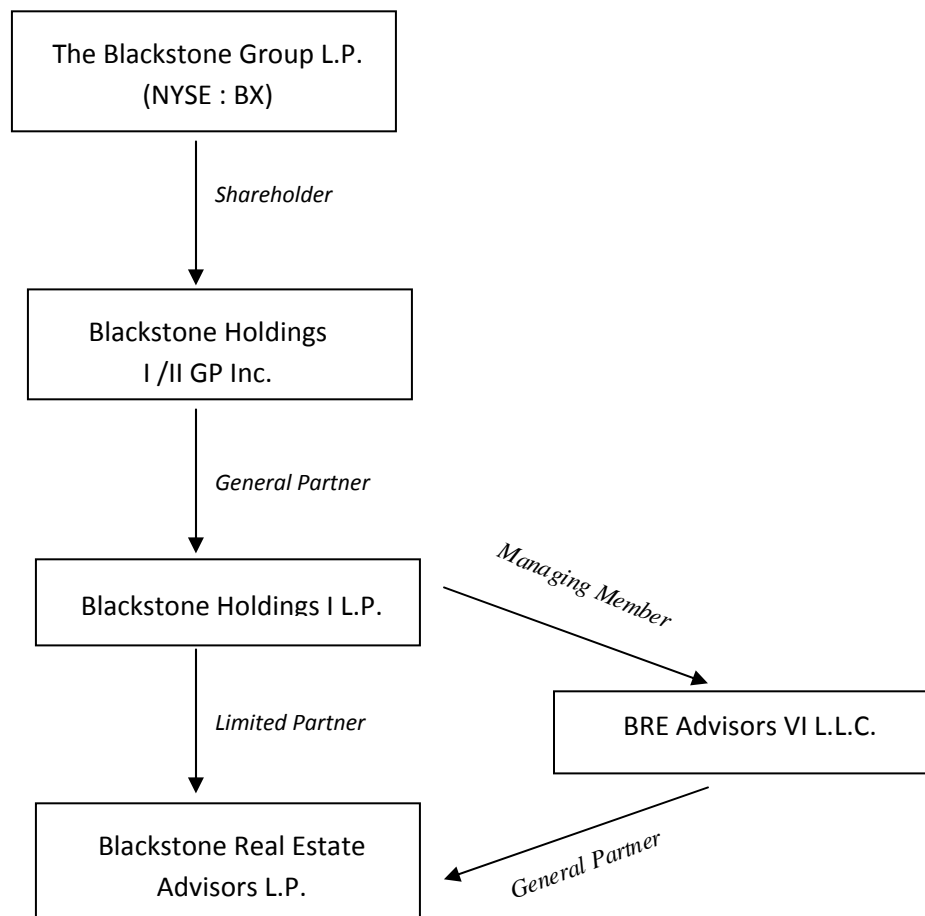 The Blackstone Group L.P.
(NYSE : BX)
Shareholder
Blackstone Holdings
I /II GP Inc.
General Partner
Managing Member
Blackstone Holdings I L.P.
Limited Partner
BRE Advisors VI L.L.C.
Blackstone Real Estate
Advisors L.P.
General Partner